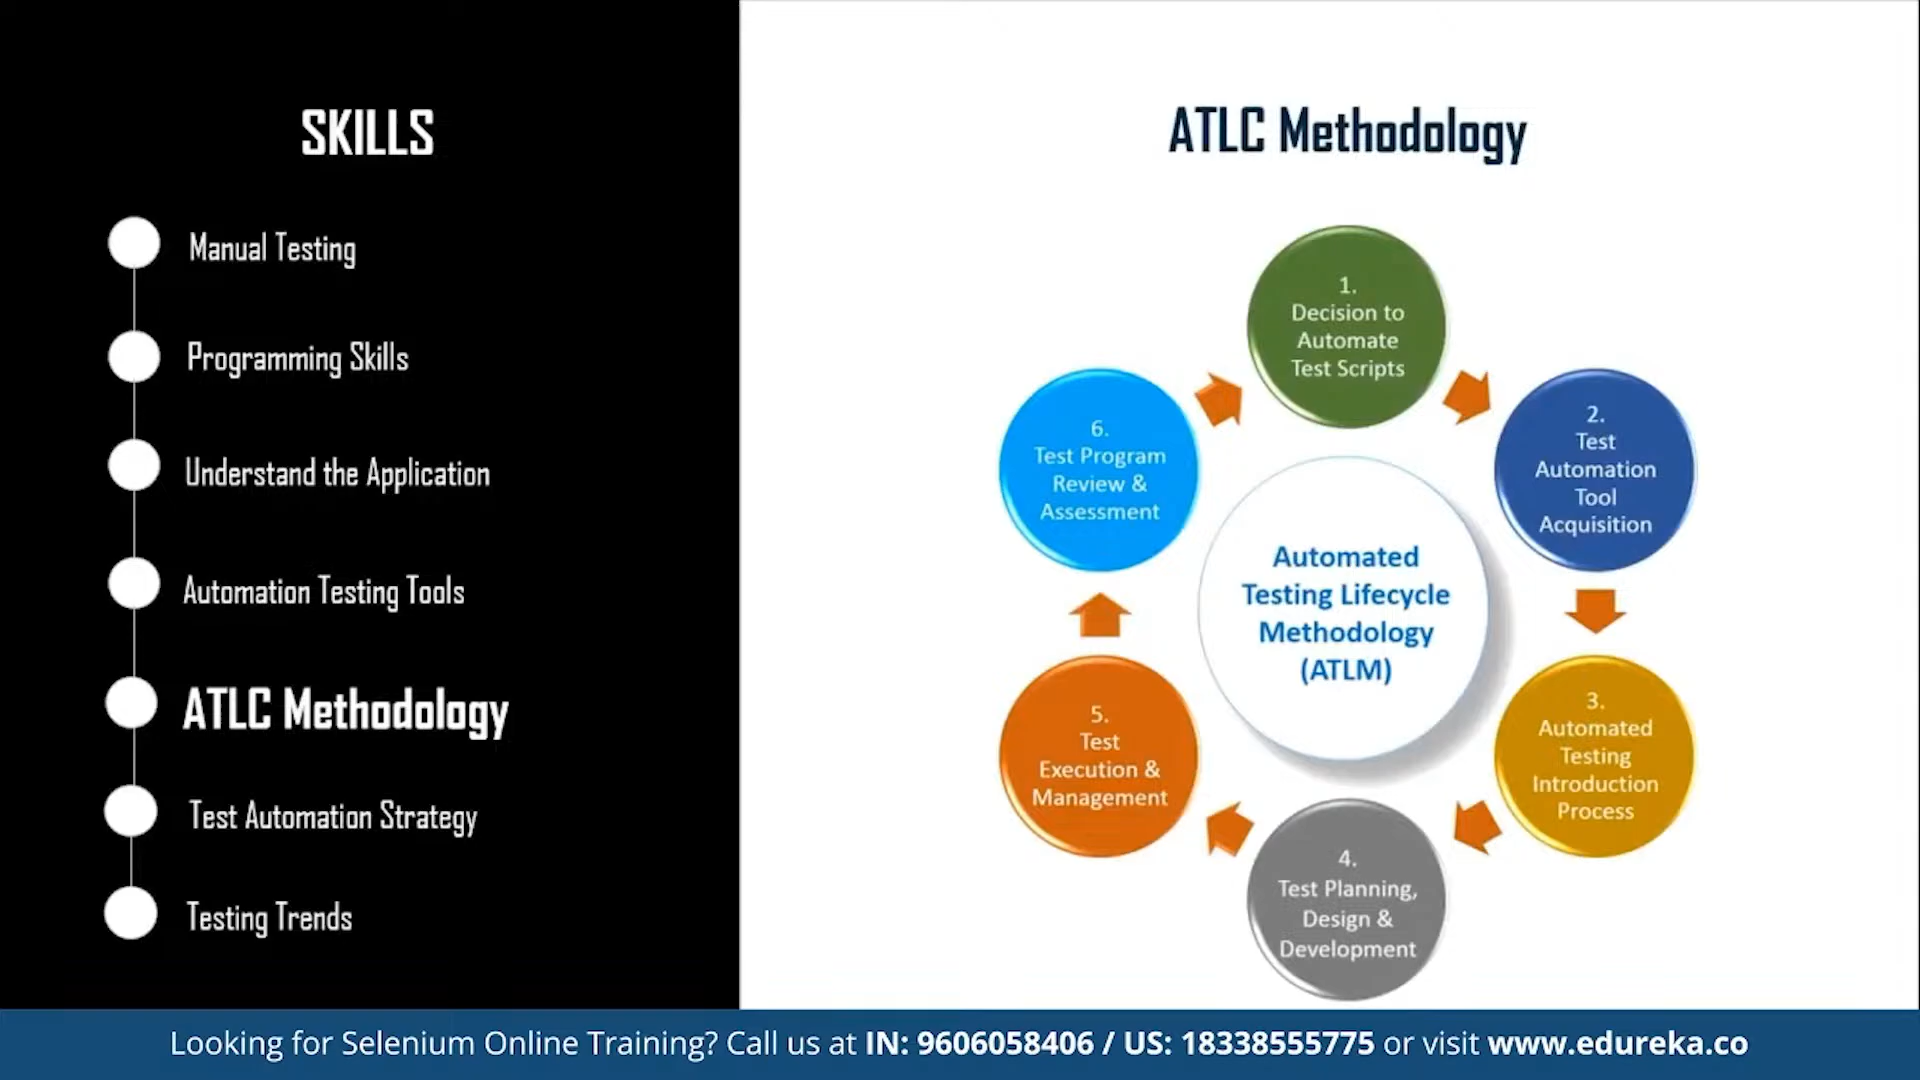 SKILLS
Manual Testing
Programming Skills
Understand the Application
Automation Testing Tools
ATLC Methodology
Test Automation Strategy
Testing Trends
ATLC Methodology
1.
Decision to
Automate
Test Scripts
2.
Test
Automation
Tool
Acquisition
3.
Automated
Testing
Introduction
Process
4.
Test Planning,
Design &
Development
5.
Test
Execution &
Management
6.
Test Program
Review &
Assessment
Automated
Testing Lifecycle
Methodology
(ATLM)
Looking for Selenium Online Training? Call us at IN: 9606058406 / US: 18338555775 or visit www.edureka.co